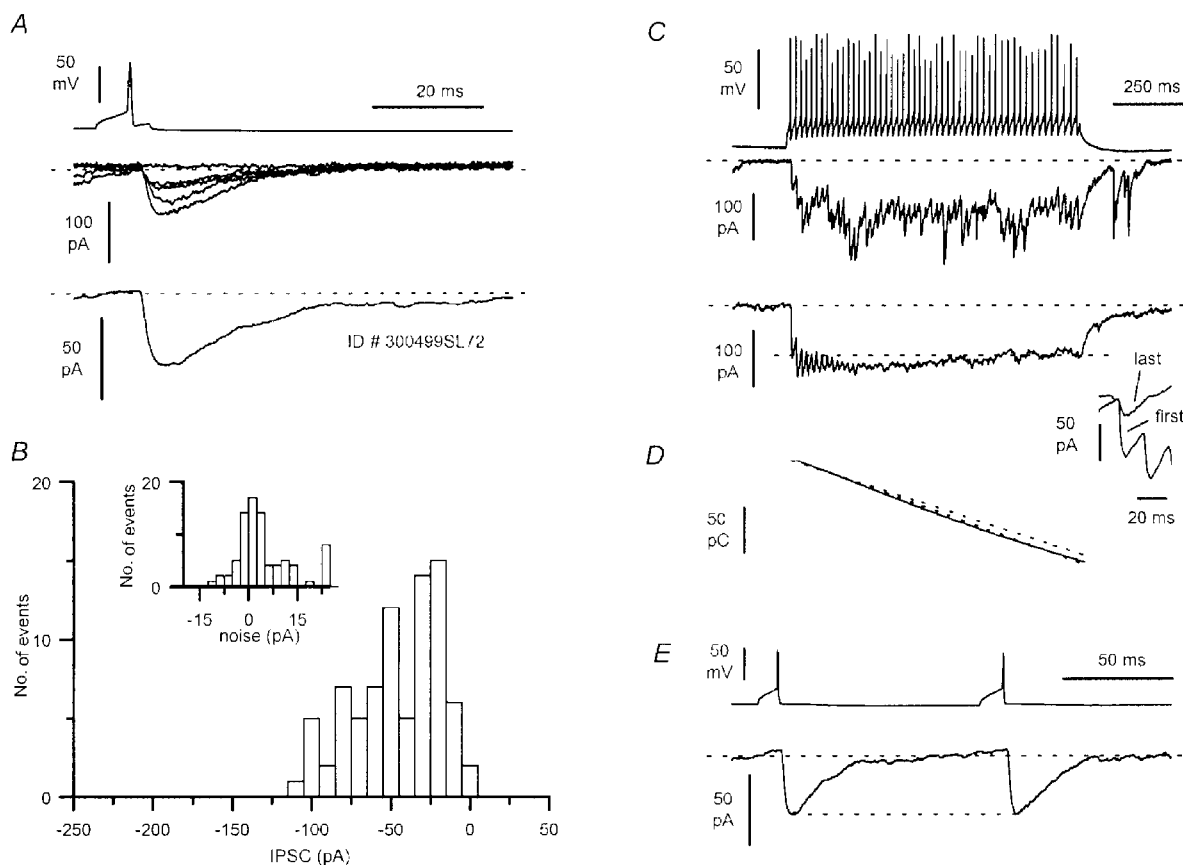 A
50
mV
20 ms
100
pA
50
pA
ID # 300499SL72
B
20
10
0
No. of events
20
0
No. of events
-15
0
15
noise (pA)
-250
-200
-150
-100
-50
0
50
IPSC (pA)
C
50
mV
250 ms
100
pA
100
pA
last
first
50
pA
20 ms
D
50
pC
E
50
mV
50 ms
50
pA